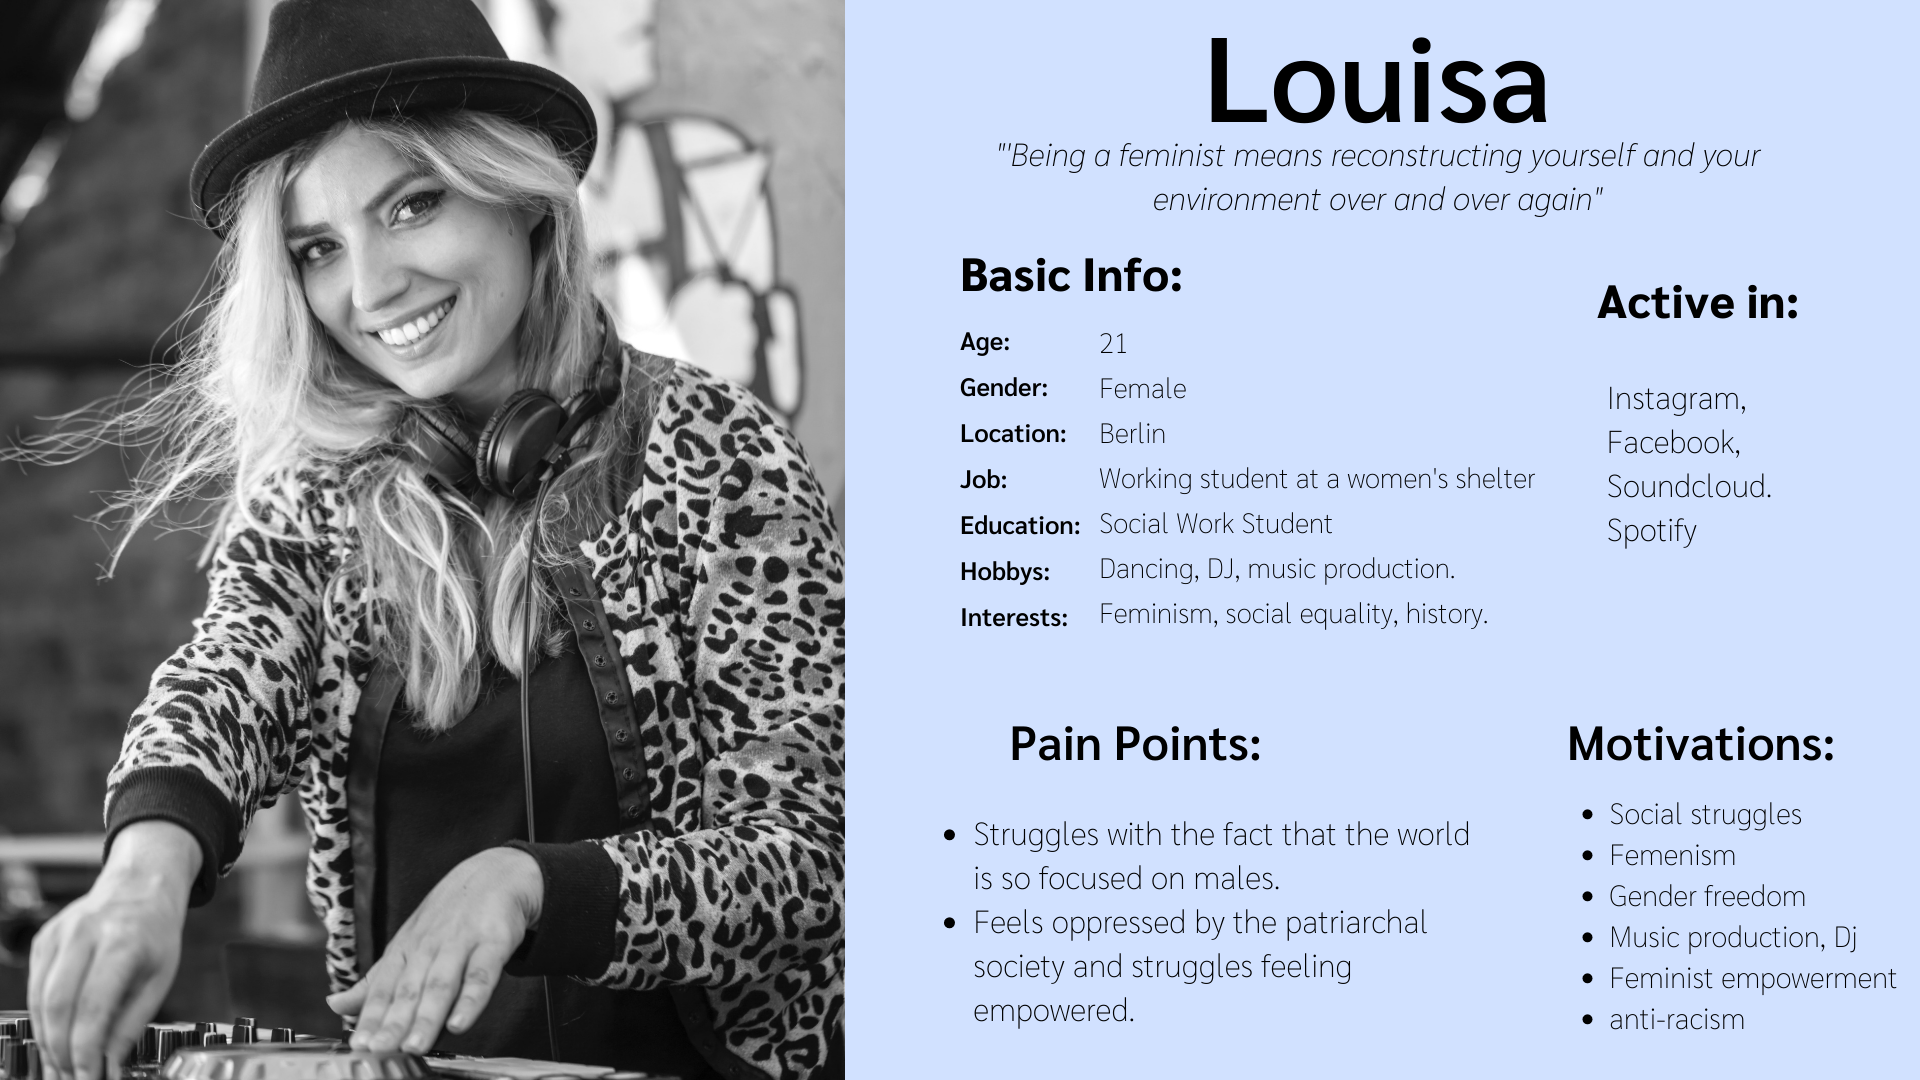 Louisa
"'Being a feminist means reconstructing yourself and your
environment over and over again"
Basic Info:
Age: 21
Gender: Female
Location: Berlin
Job: Working student at a women's shelter
Education: Social Work Student
Hobbys: Dancing, DJ, music production.
Interests: Feminism, social equality, history.
Active in:
Instagram,
Facebook,
Soundcloud.
Spotify
Pain Points:
• Struggles with the fact that the world
is so focused on males.
• Feels oppressed by the patriarchal
society and struggles feeling
empowered.
Motivations:
• Social struggles
• Femenism
• Gender freedom
• Music production, Dj
• Feminist empowerment
• anti-racism